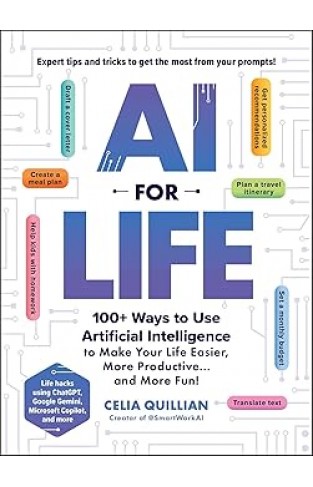 Expert tips and tricks to get the most from your prompts!
Draft a cover letter
Get personalized
recommendations
AI
Create a
meal plan
FOR
Plan a travel
itinerary
Help kids with homework
LIFE
Set a monthly budget
100+ Ways to Use
Artificial Intelligence
to Make Your Life Easier,
More Productive...
and More Fun!
Life hacks
using ChatGPT,
Google Gemini,
Microsoft Copilot,
and more
Translate text
CELIA QUILLIAN
Creator of @SmartWorkAI